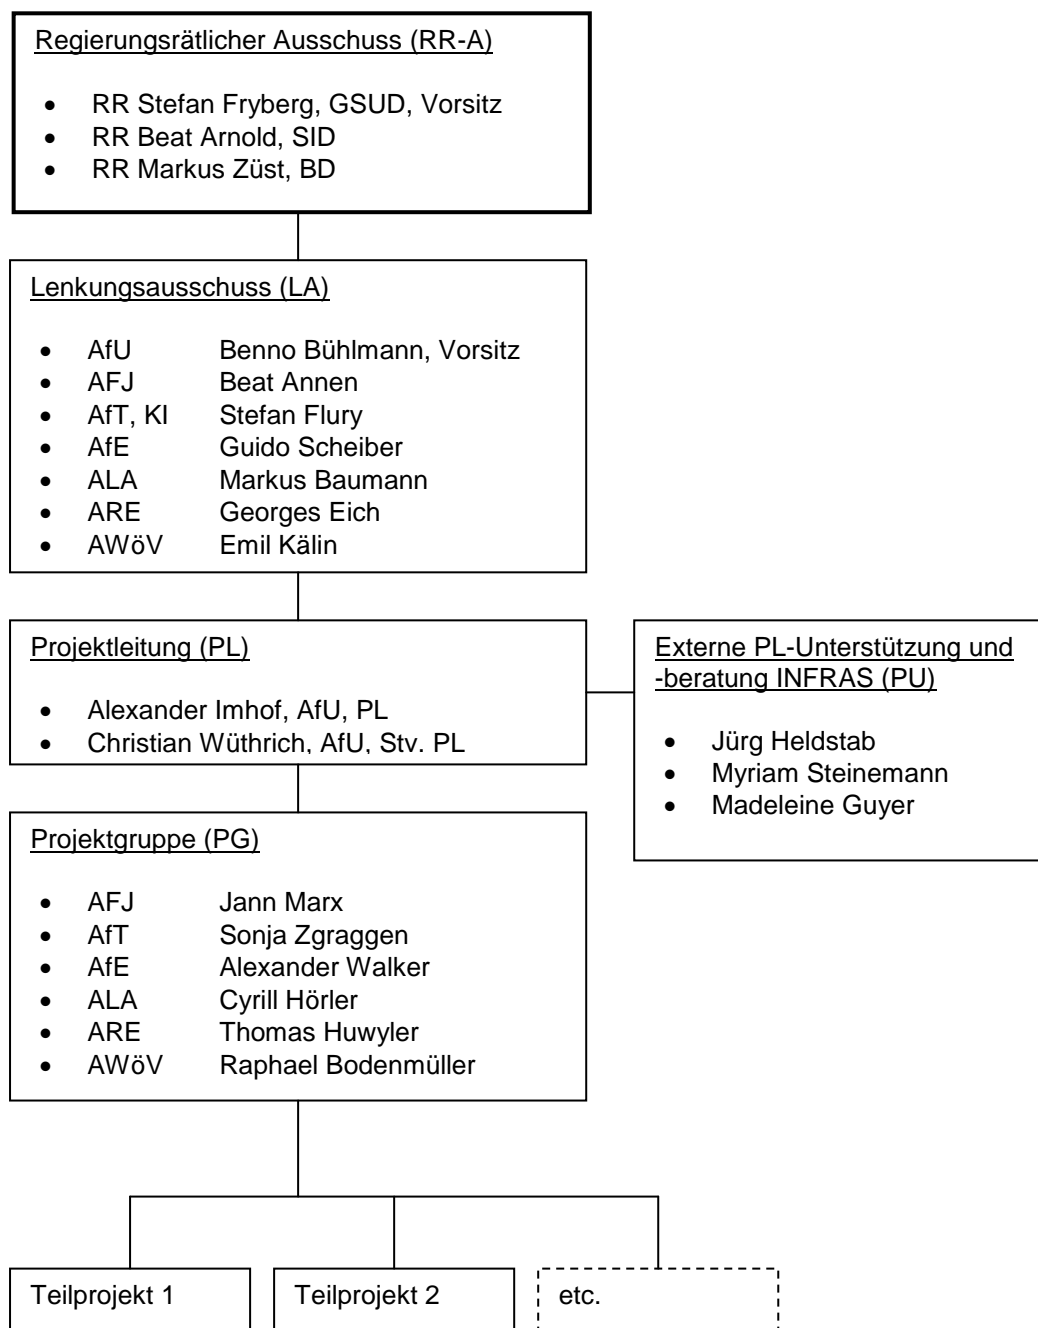 Regierungsrätlicher Ausschuss (RR-A)
• RR Stefan Fryberg, GSUD, Vorsitz
• RR Beat Arnold, SID
• RR Markus Züst, BD
Lenkungsausschuss (LA)
• AfU Benno Bühlmann, Vorsitz
• AFJ Beat Annen
• AfT, KI Stefan Flury
• AfE Guido Scheiber
• ALA Markus Baumann
• ARE Georges Eich
• AWöV Emil Kälin
Projektleitung (PL)
• Alexander Imhof, AfU, PL
• Christian Wüthrich, AfU, Stv. PL
Externe PL-Unterstützung und
-beratung INFRAS (PU)
• Jürg Heldstab
• Myriam Steinemann
• Madeleine Guyer
Projektgruppe (PG)
• AFJ Jann Marx
• AfT Sonja Zgraggen
• AfE Alexander Walker
• ALA Cyrill Hörler
• ARE Thomas Huwyler
• AWöV Raphael Bodenmüller
Teilprojekt 1
Teilprojekt 2
etc.